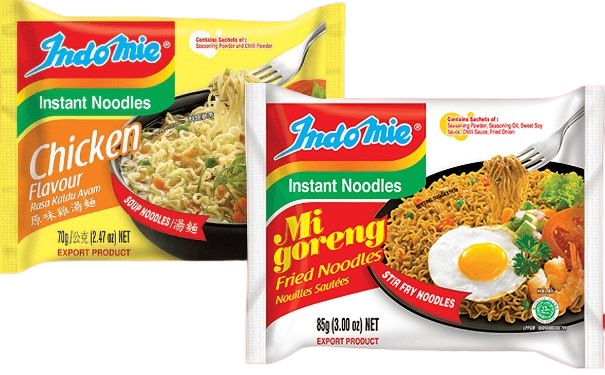 Indomie
Contains Sachets of :
Seasoning Powder and Chilli Powder
Instant Noodles
Chicken
Flavour
Rasa Kaldu Ayam
原味雞湯麵
SOUP NOODLES/湯麵
70g/公克 (2.47 oz) NET
EXPORT PRODUCT
Indomie
Contains Sachets of :
Seasoning Powder, Seasoning Oil, Sweet Soy
Sauce, Chilli Sauce, Fried Onion
Instant Noodles
Mi
goreng
Fried Noodles
Nouilles Sautées
STIR FRY NOODLES
85g (3.00 oz) NET
EXPORT PRODUCT